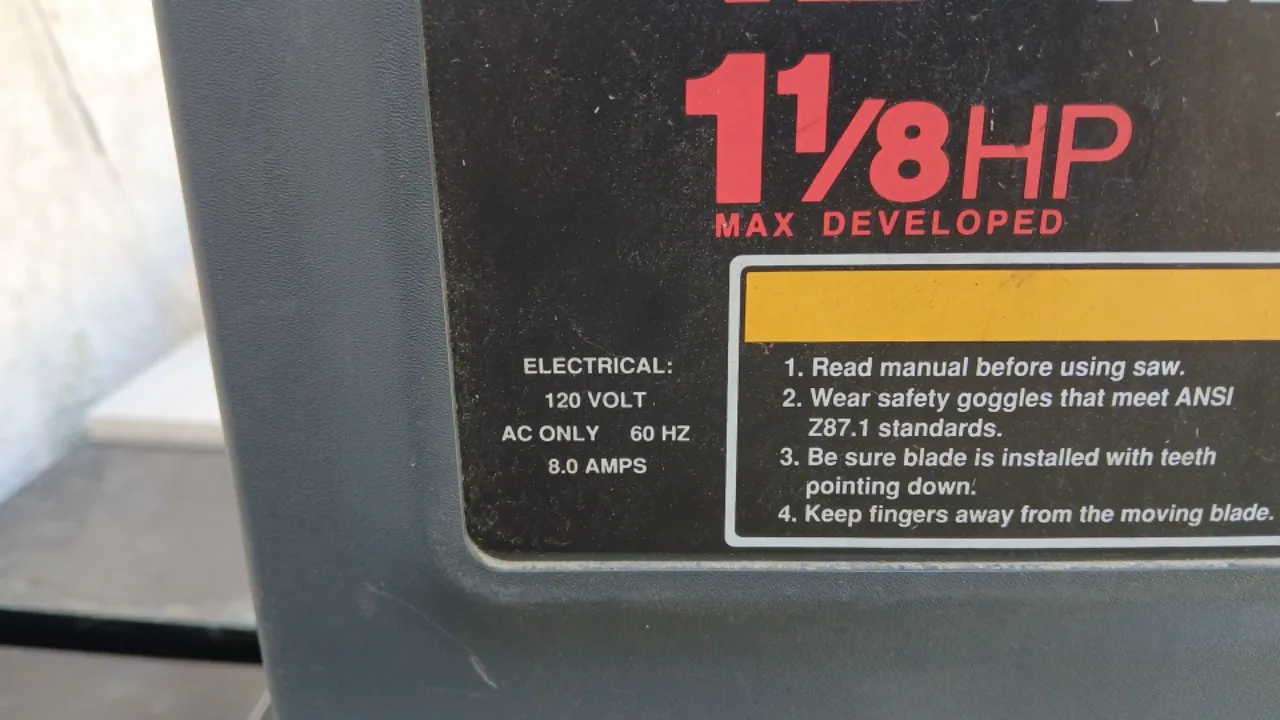 1 1/8 HP
MAX DEVELOPED
ELECTRICAL:
120 VOLT
AC ONLY 60 HZ
8.0 AMPS
1. Read manual before using saw.
2. Wear safety goggles that meet ANSI
Z87.1 standards.
3. Be sure blade is installed with teeth
pointing down.
4. Keep fingers away from the moving blade.